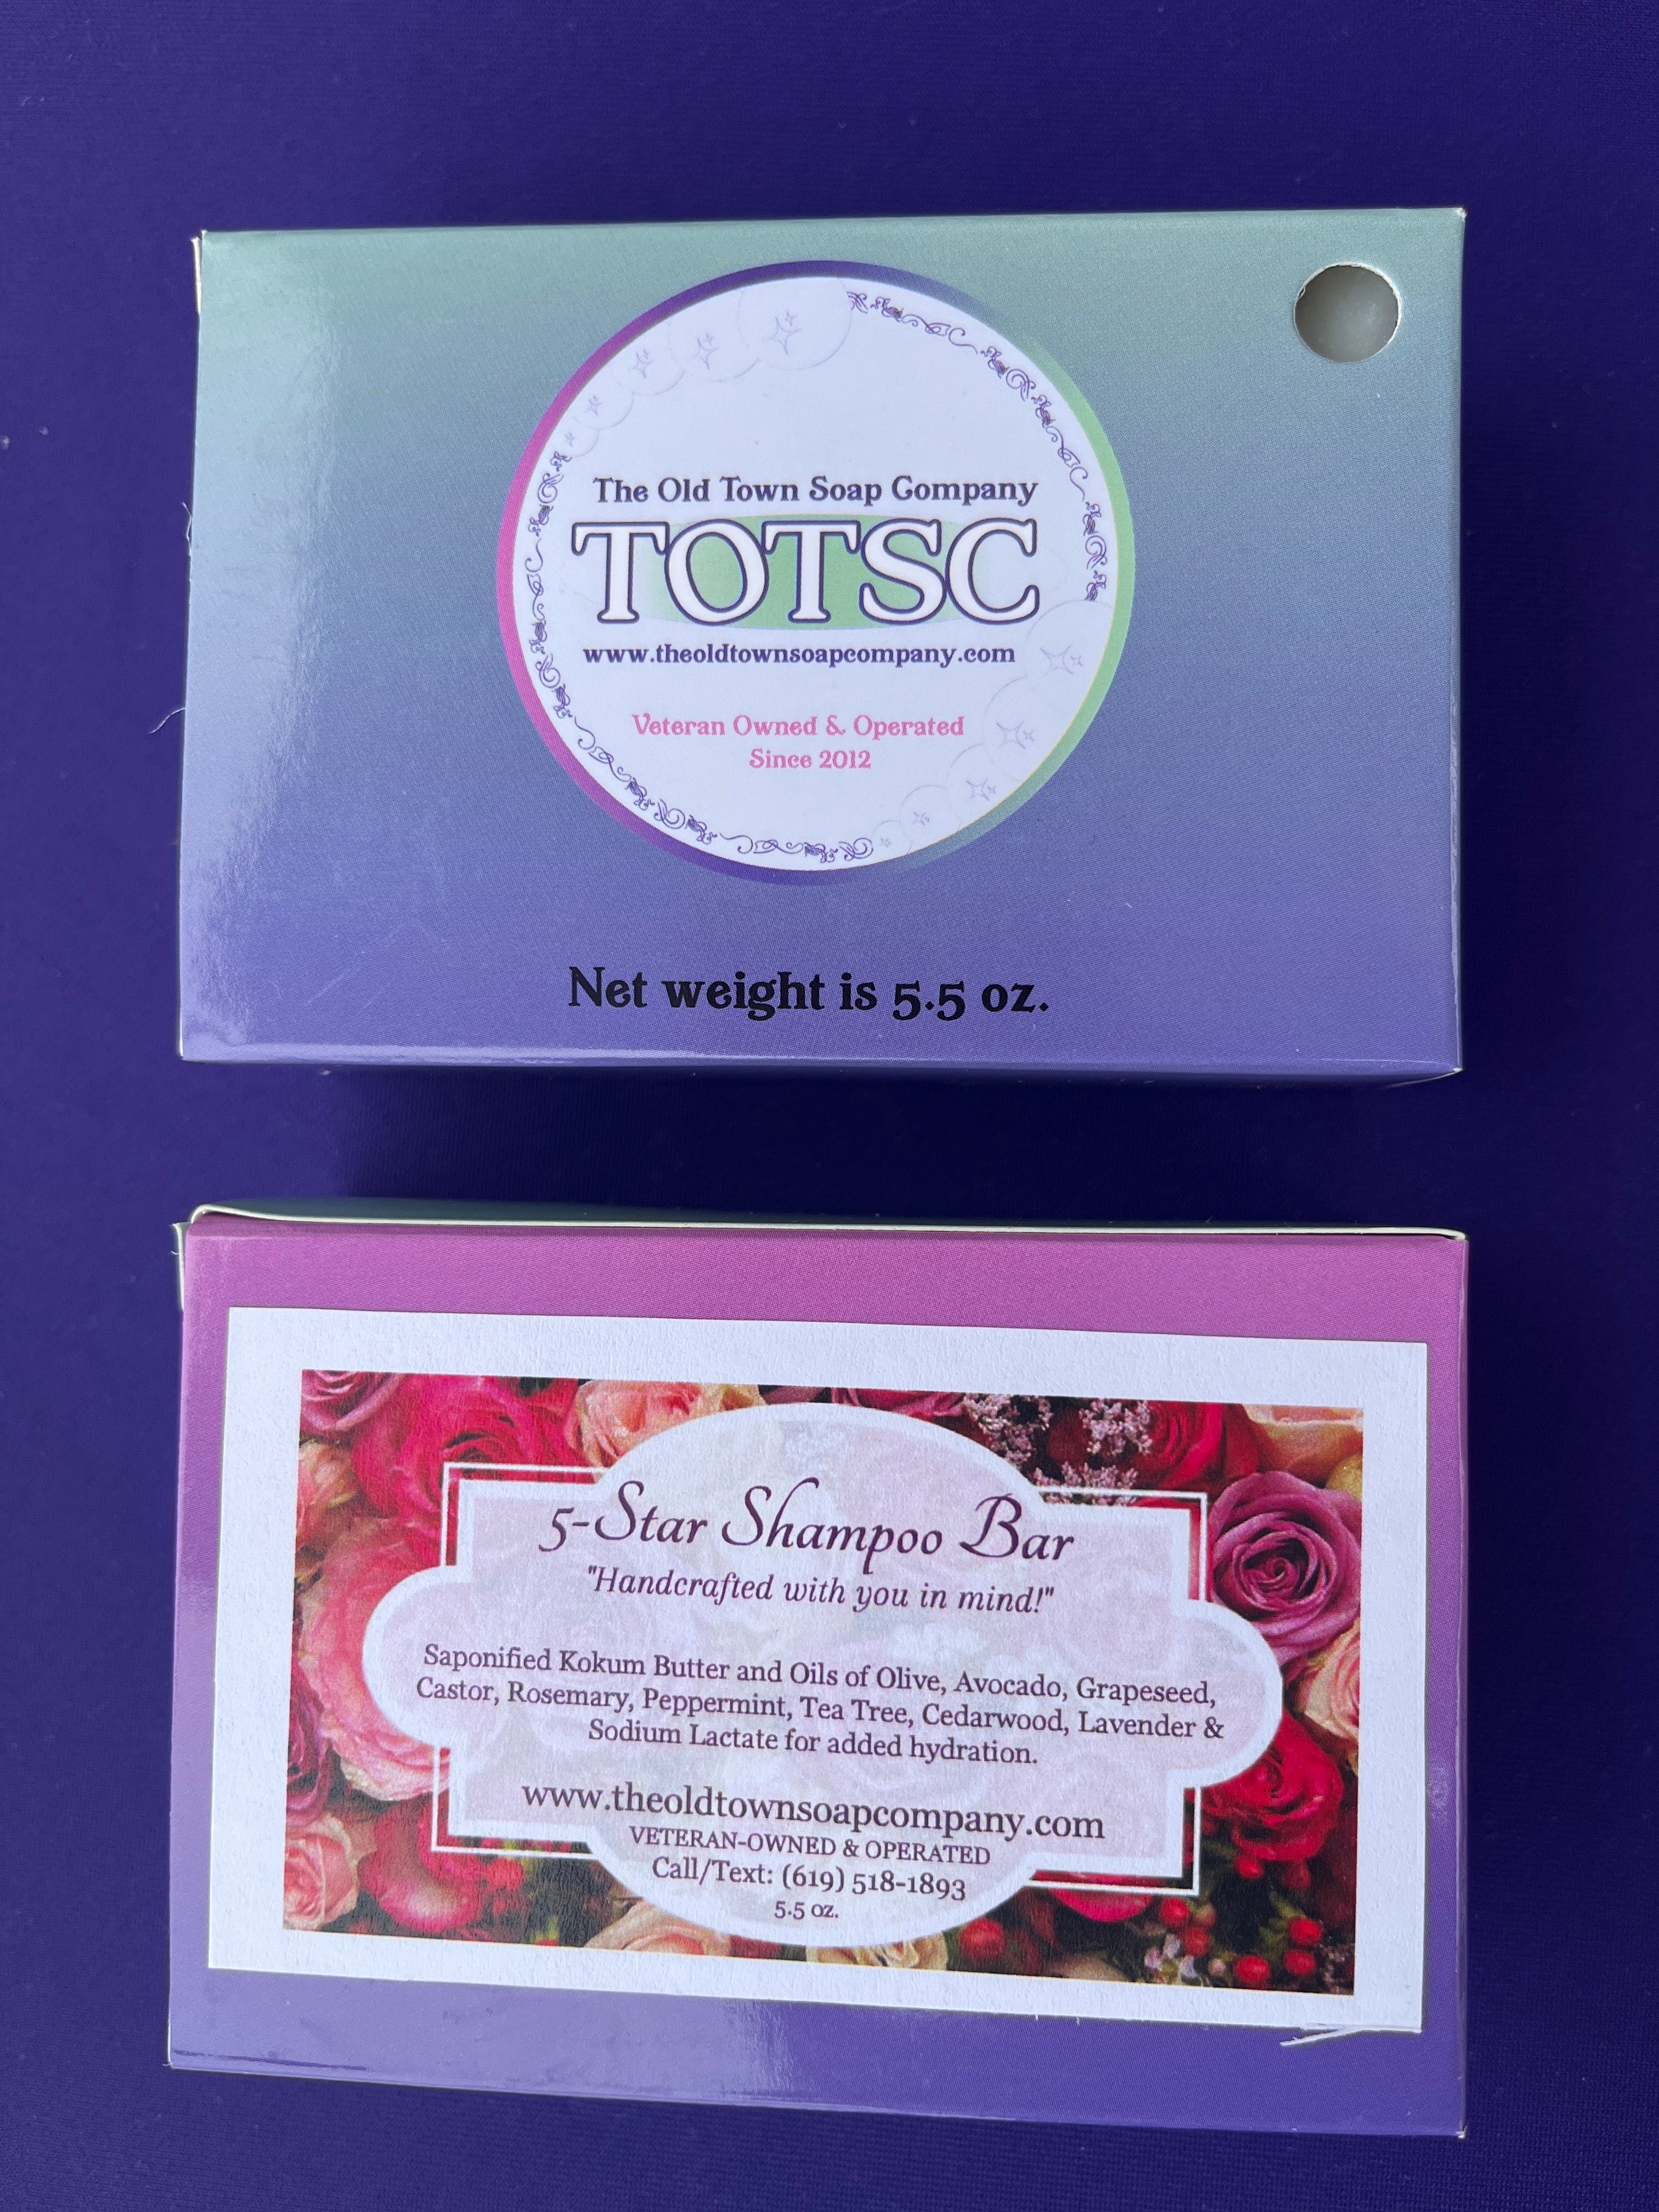 The Old Town Soap Company
TOTSC
www.theoldtownsoapcompany.com
Veteran Owned & Operated
Since 2012
Net weight is 5.5 oz.
5-Star Shampoo Bar
"Handcrafted with you in mind!"
Saponified Kokum Butter and Oils of Olive, Avocado, Grapeseed,
Castor, Rosemary, Peppermint, Tea Tree, Cedarwood, Lavender &
Sodium Lactate for added hydration.
www.theoldtownsoapcompany.com
VETERAN-OWNED & OPERATED
Call/Text: (619) 518-1893
5.5 oz.